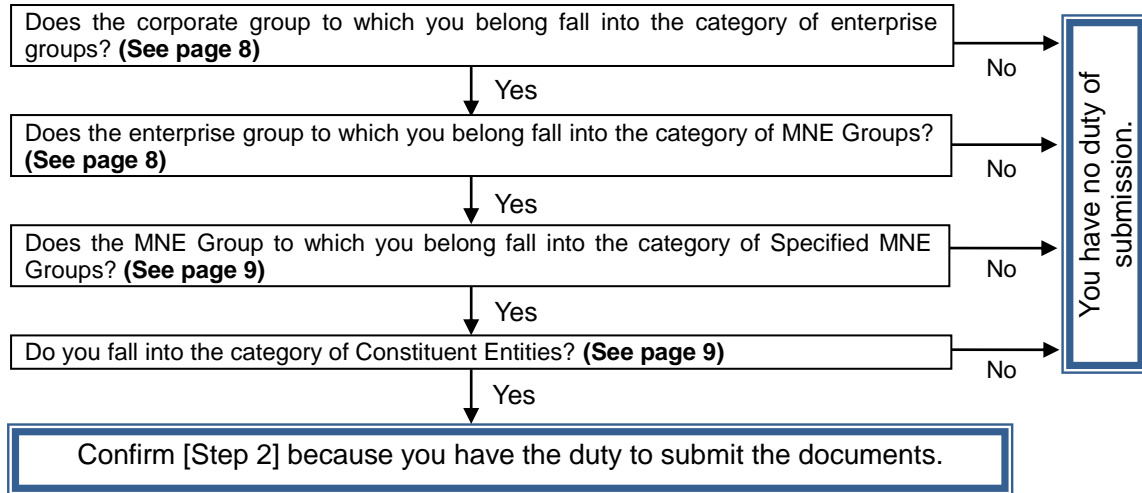 Does the corporate group to which you belong fall into the category of enterprise
groups? (See page 8)
No
Yes
Does the enterprise group to which you belong fall into the category of MNE Groups?
(See page 8)
No
Yes
Does the MNE Group to which you belong fall into the category of Specified MNE
Groups? (See page 9)
No
Yes
Do you fall into the category of Constituent Entities? (See page 9)
No
Yes
You have no duty of
submission.
Confirm [Step 2] because you have the duty to submit the documents.